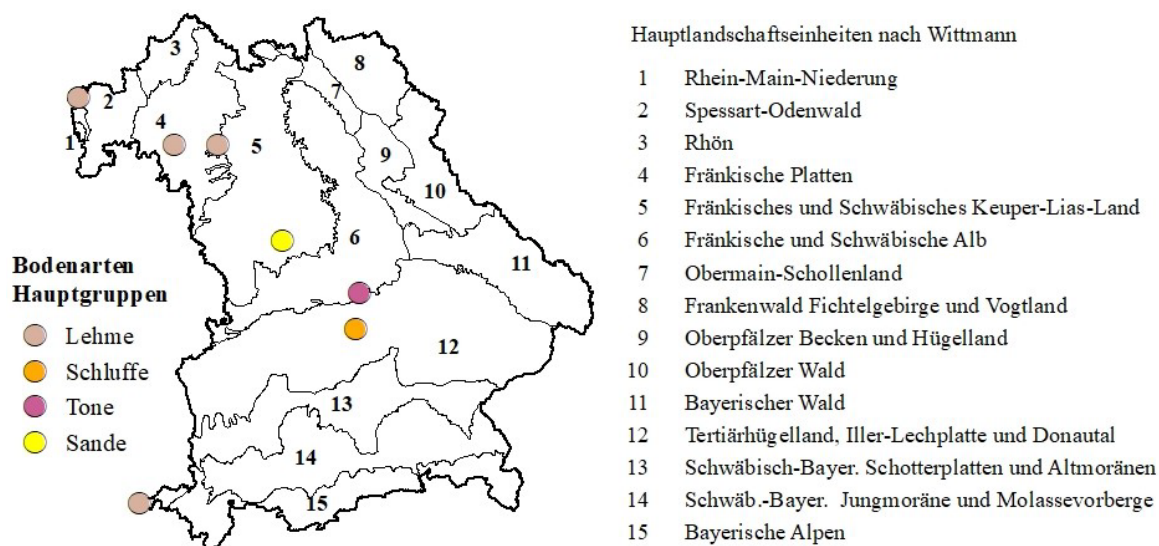 3
8
2
7
4
1
5
9
10
6
11
12
13
14
15
Bodenarten
Hauptgruppen
Lehme
Schluffe
Tone
Sande
Hauptlandschaftseinheiten nach Wittmann
1 Rhein-Main-Niederung
2 Spessart-Odenwald
3 Rhön
4 Fränkische Platten
5 Fränkisches und Schwäbisches Keuper-Lias-Land
6 Fränkische und Schwäbische Alb
7 Obermain-Schollenland
8 Frankenwald Fichtelgebirge und Vogtland
9 Oberpfälzer Becken und Hügelland
10 Oberpfälzer Wald
11 Bayerischer Wald
12 Tertiärhügelland, Iller-Lechplatte und Donautal
13 Schwäbisch-Bayer. Schotterplatten und Altmoränen
14 Schwäb.-Bayer. Jungmoräne und Molassevorberge
15 Bayerische Alpen